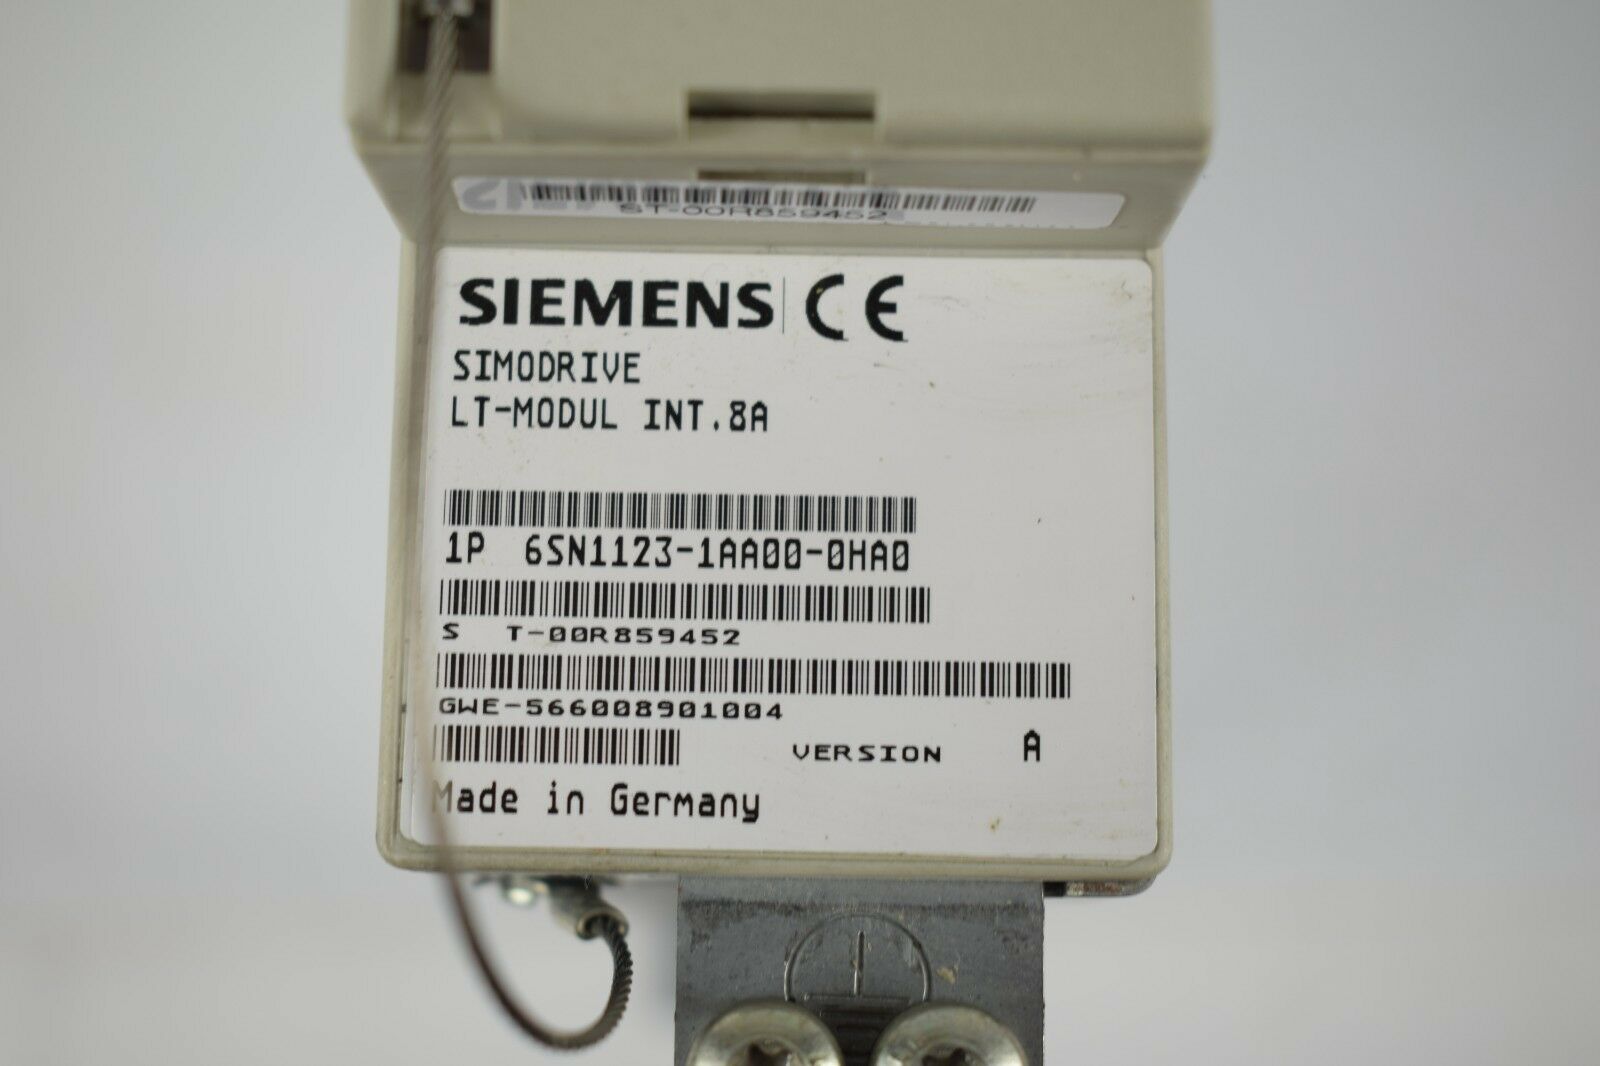 ST-00R859452
SIEMENS CE
SIMODRIVE
LT-MODUL INT.8A
1P 6SN1123-1AA00-0HA0
S T-00R859452
GWE-566008901004
VERSION A
Made in Germany